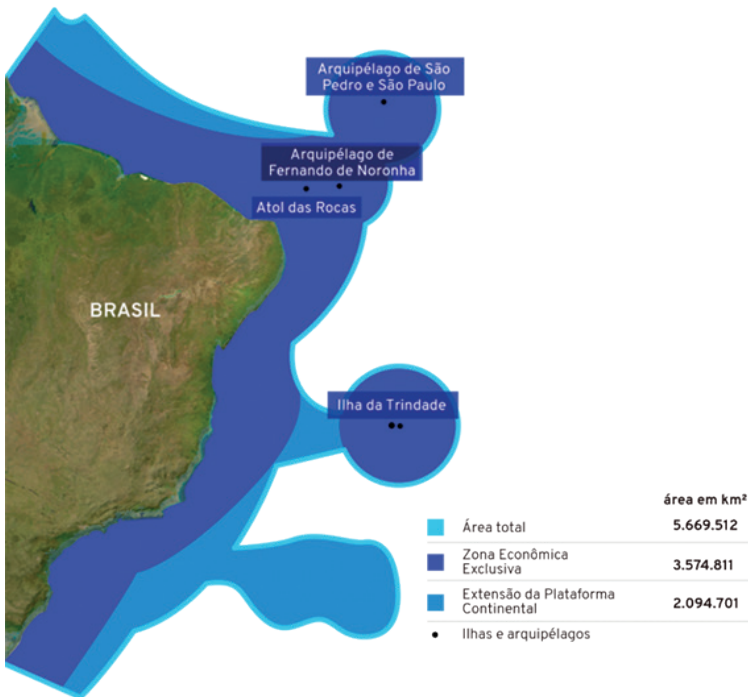 Arquipélago de São
Pedro e São Paulo
Arquipélago de
Fernando de Noronha
Atol das Rocas
BRASIL
Ilha da Trindade
área em km²
Área total 5.669.512
Zona Econômica
Exclusiva 3.574.811
Extensão da Plataforma
Continental 2.094.701
Ilhas e arquipélagos